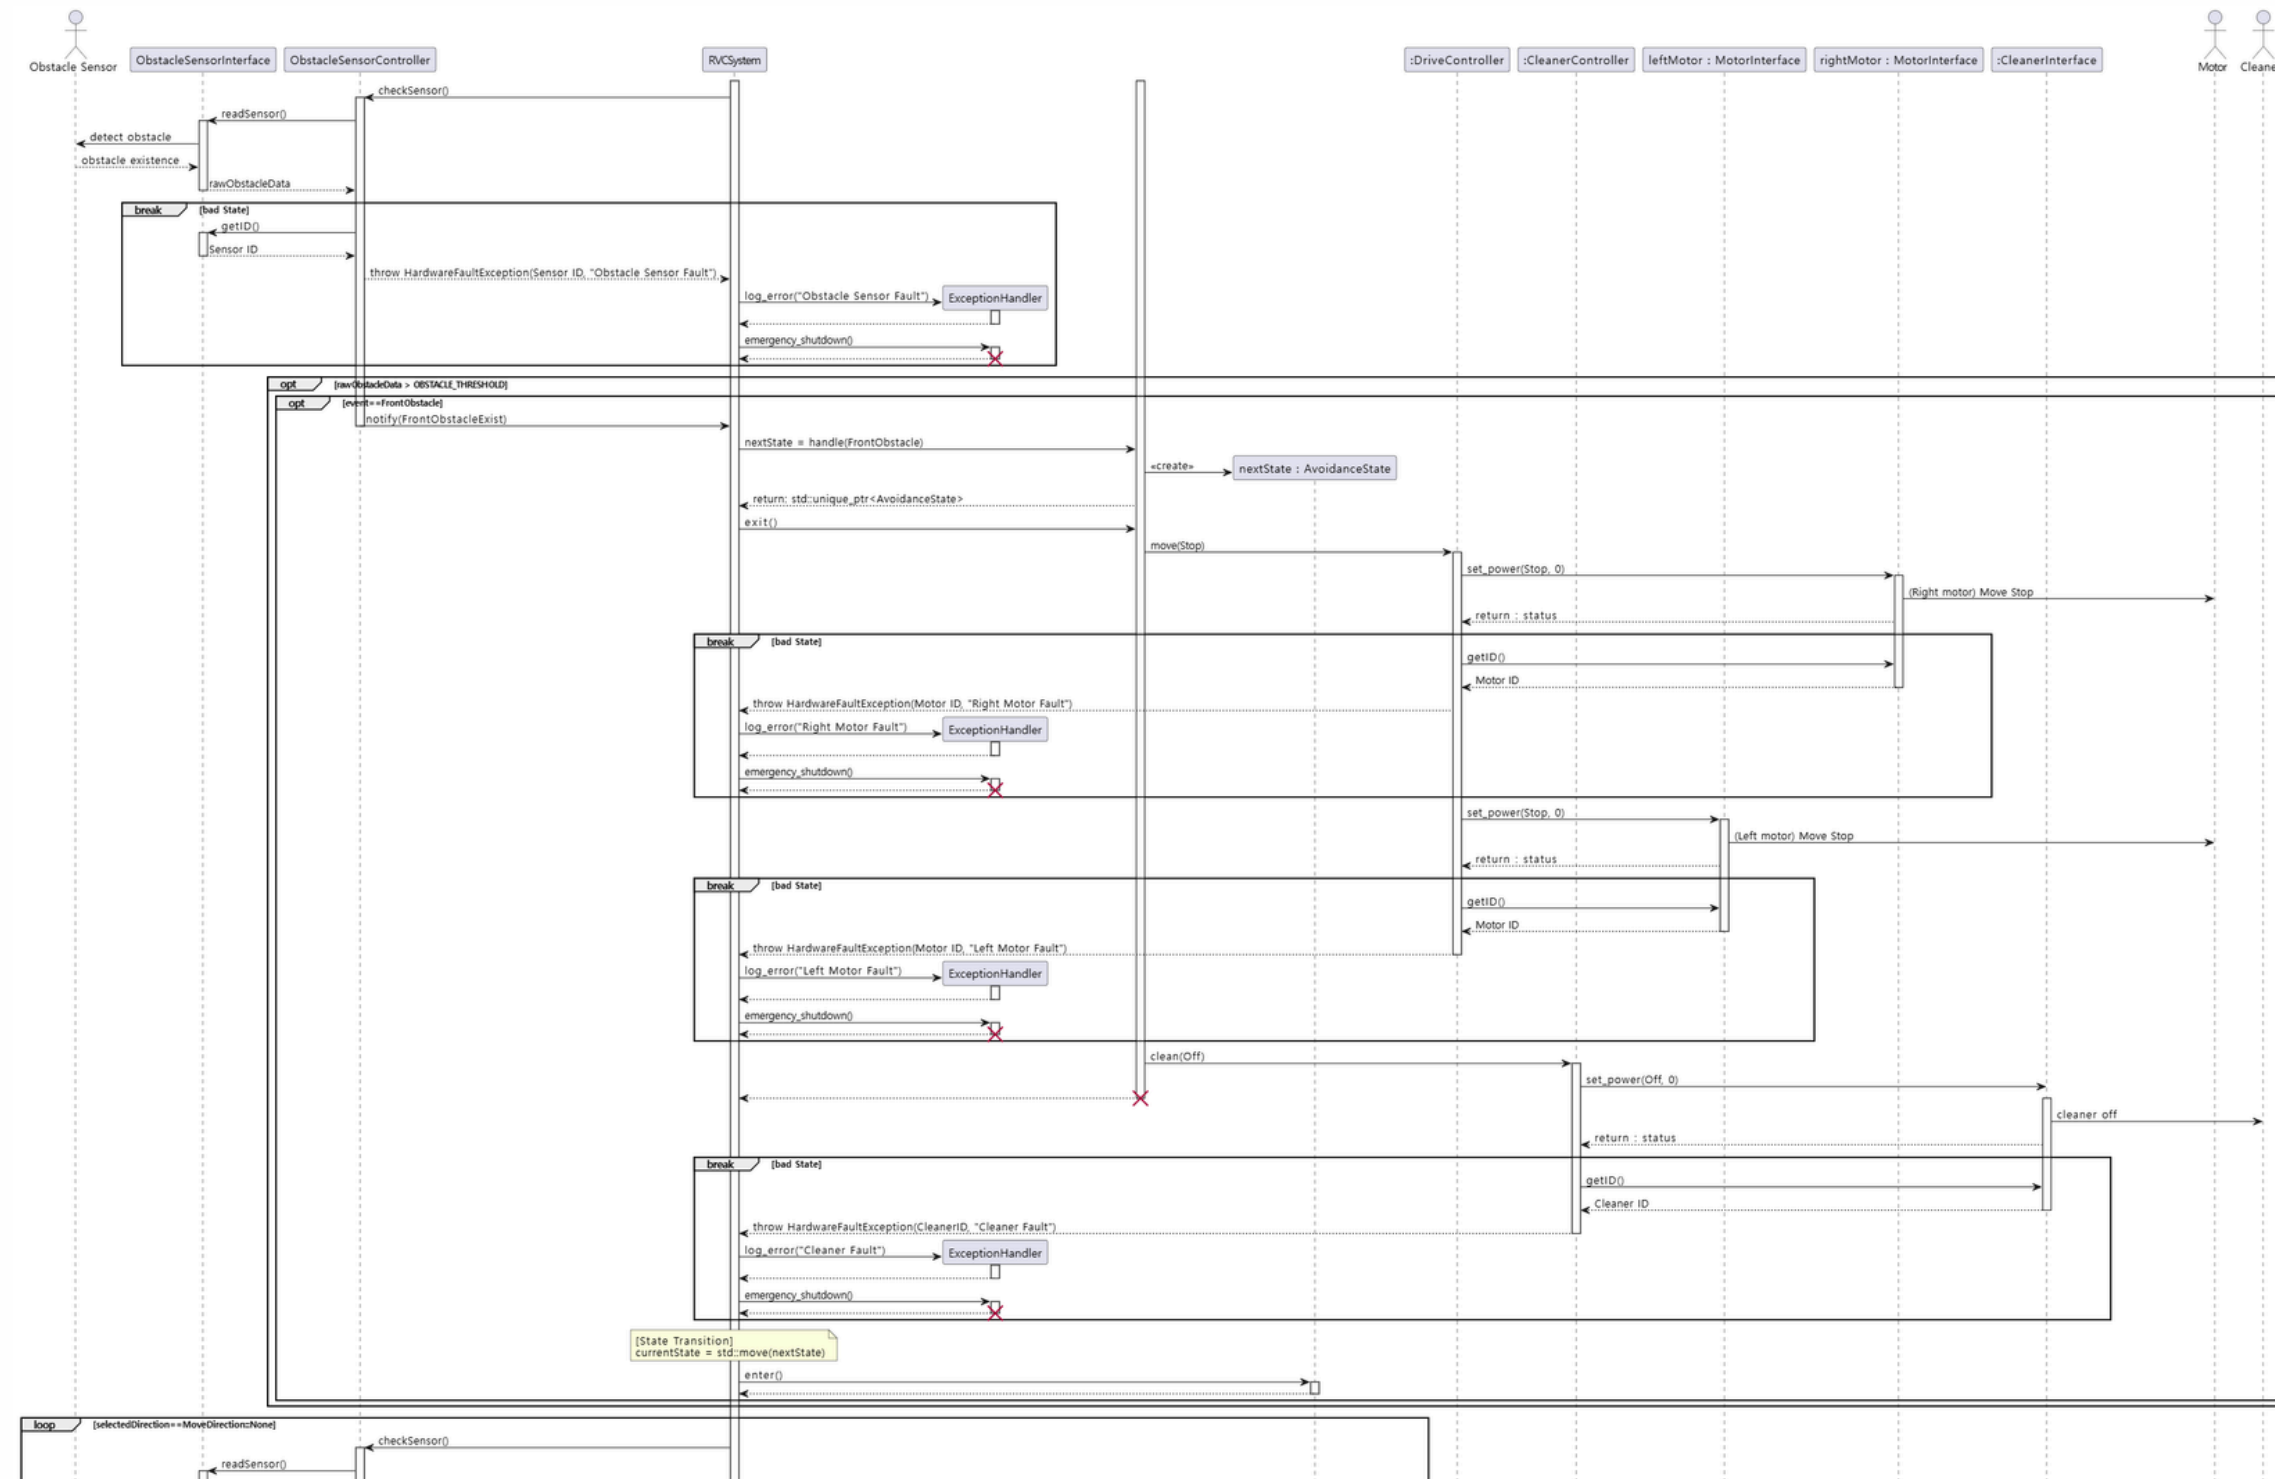 Obstacle Sensor
ObstacleSensorInterface
ObstacleSensorController
RVCSystem
:DriveController
:CleanerController
leftMotor : MotorInterface
rightMotor : MotorInterface
:CleanerInterface
Motor
Cleane
checkSensor()
readSensor()
detect obstacle
obstacle existence
rawObstacleData
break [bad State]
getID()
Sensor ID
throw HardwareFaultException(Sensor ID, "Obstacle Sensor Fault")
log_error("Obstacle Sensor Fault")
ExceptionHandler
emergency_shutdown()
opt [rawObstacleData > OBSTACLE_THRESHOLD]
opt [event==FrontObstacle]
notify(FrontObstacleExist)
nextState = handle(FrontObstacle)
«create»
nextState : AvoidanceState
return: std::unique_ptr<AvoidanceState>
exit()
move(Stop)
set_power(Stop, 0)
(Right motor) Move Stop
return : status
break [bad State]
getID()
Motor ID
throw HardwareFaultException(Motor ID, "Right Motor Fault")
log_error("Right Motor Fault")
ExceptionHandler
emergency_shutdown()
set_power(Stop, 0)
(Left motor) Move Stop
return : status
break [bad State]
getID()
Motor ID
throw HardwareFaultException(Motor ID, "Left Motor Fault")
log_error("Left Motor Fault")
ExceptionHandler
emergency_shutdown()
clean(Off)
set_power(Off, 0)
cleaner off
return : status
break [bad State]
getID()
Cleaner ID
throw HardwareFaultException(CleanerID, "Cleaner Fault")
log_error("Cleaner Fault")
ExceptionHandler
emergency_shutdown()
[State Transition]
currentState = std::move(nextState)
enter()
loop [selectedDirection==MoveDirection::None]
checkSensor()
readSensor()